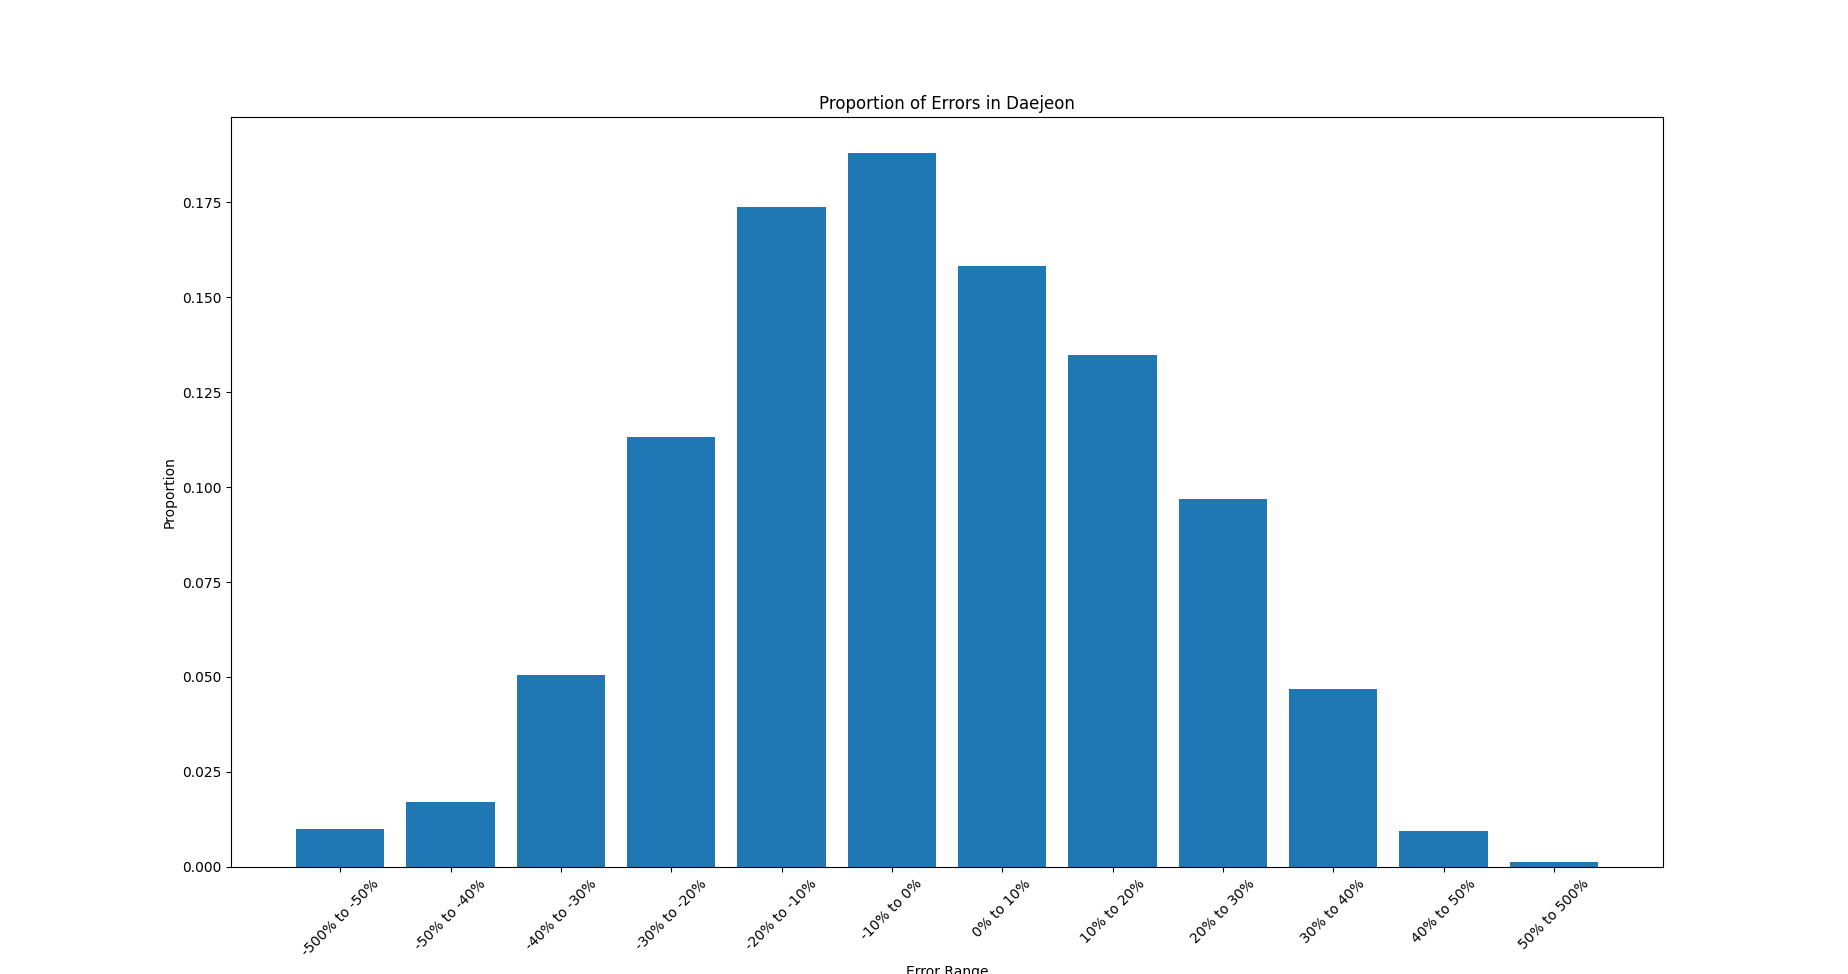 Proportion of Errors in Daejeon
Proportion
0.175
0.150
0.125
0.100
0.075
0.050
0.025
0.000
-500% to -50%
-50% to -40%
-40% to -30%
-30% to -20%
-20% to -10%
-10% to 0%
0% to 10%
10% to 20%
20% to 30%
30% to 40%
40% to 50%
50% to 500%
Error Range